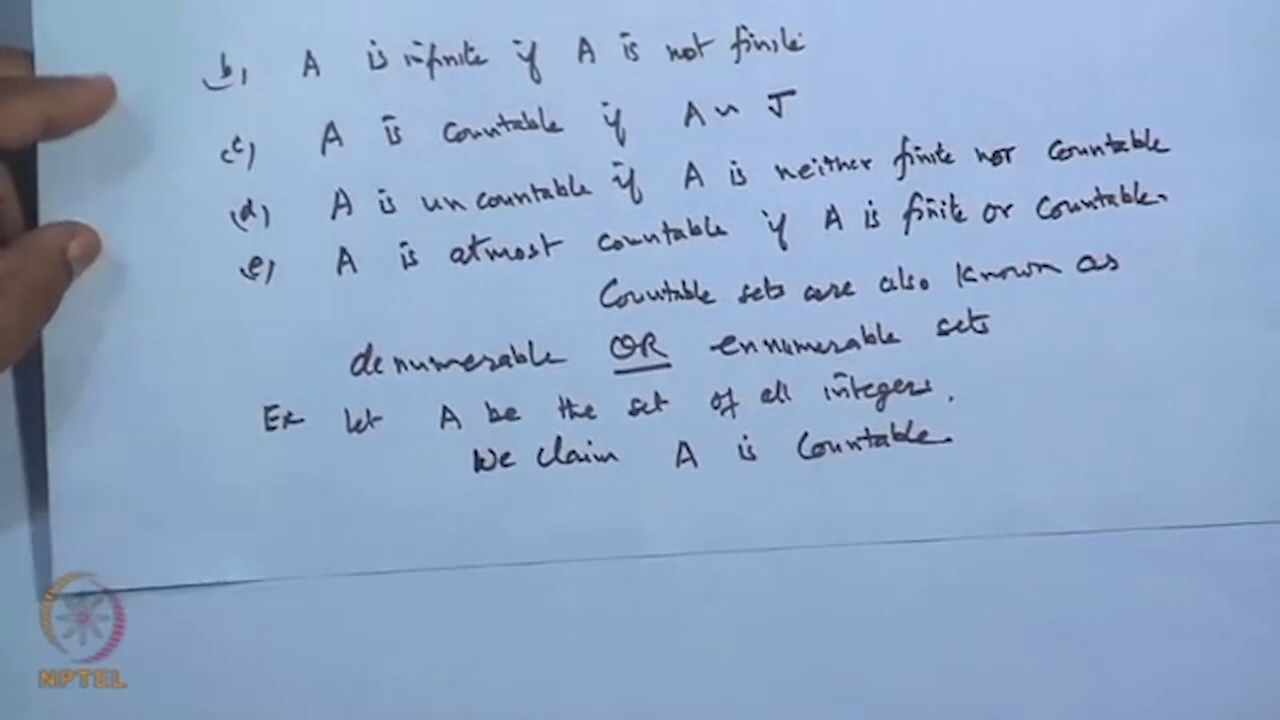 (b) A is infinite if A is not finite
(c) A is countable if A ~ J
(d) A is uncountable if A is neither finite nor countable
(e) A is atmost countable if A is finite or countable.
Countable sets are also known as
denumerable OR ennumerable sets
Ex let A be the set of all integers.
We claim A is countable.
NPTEL